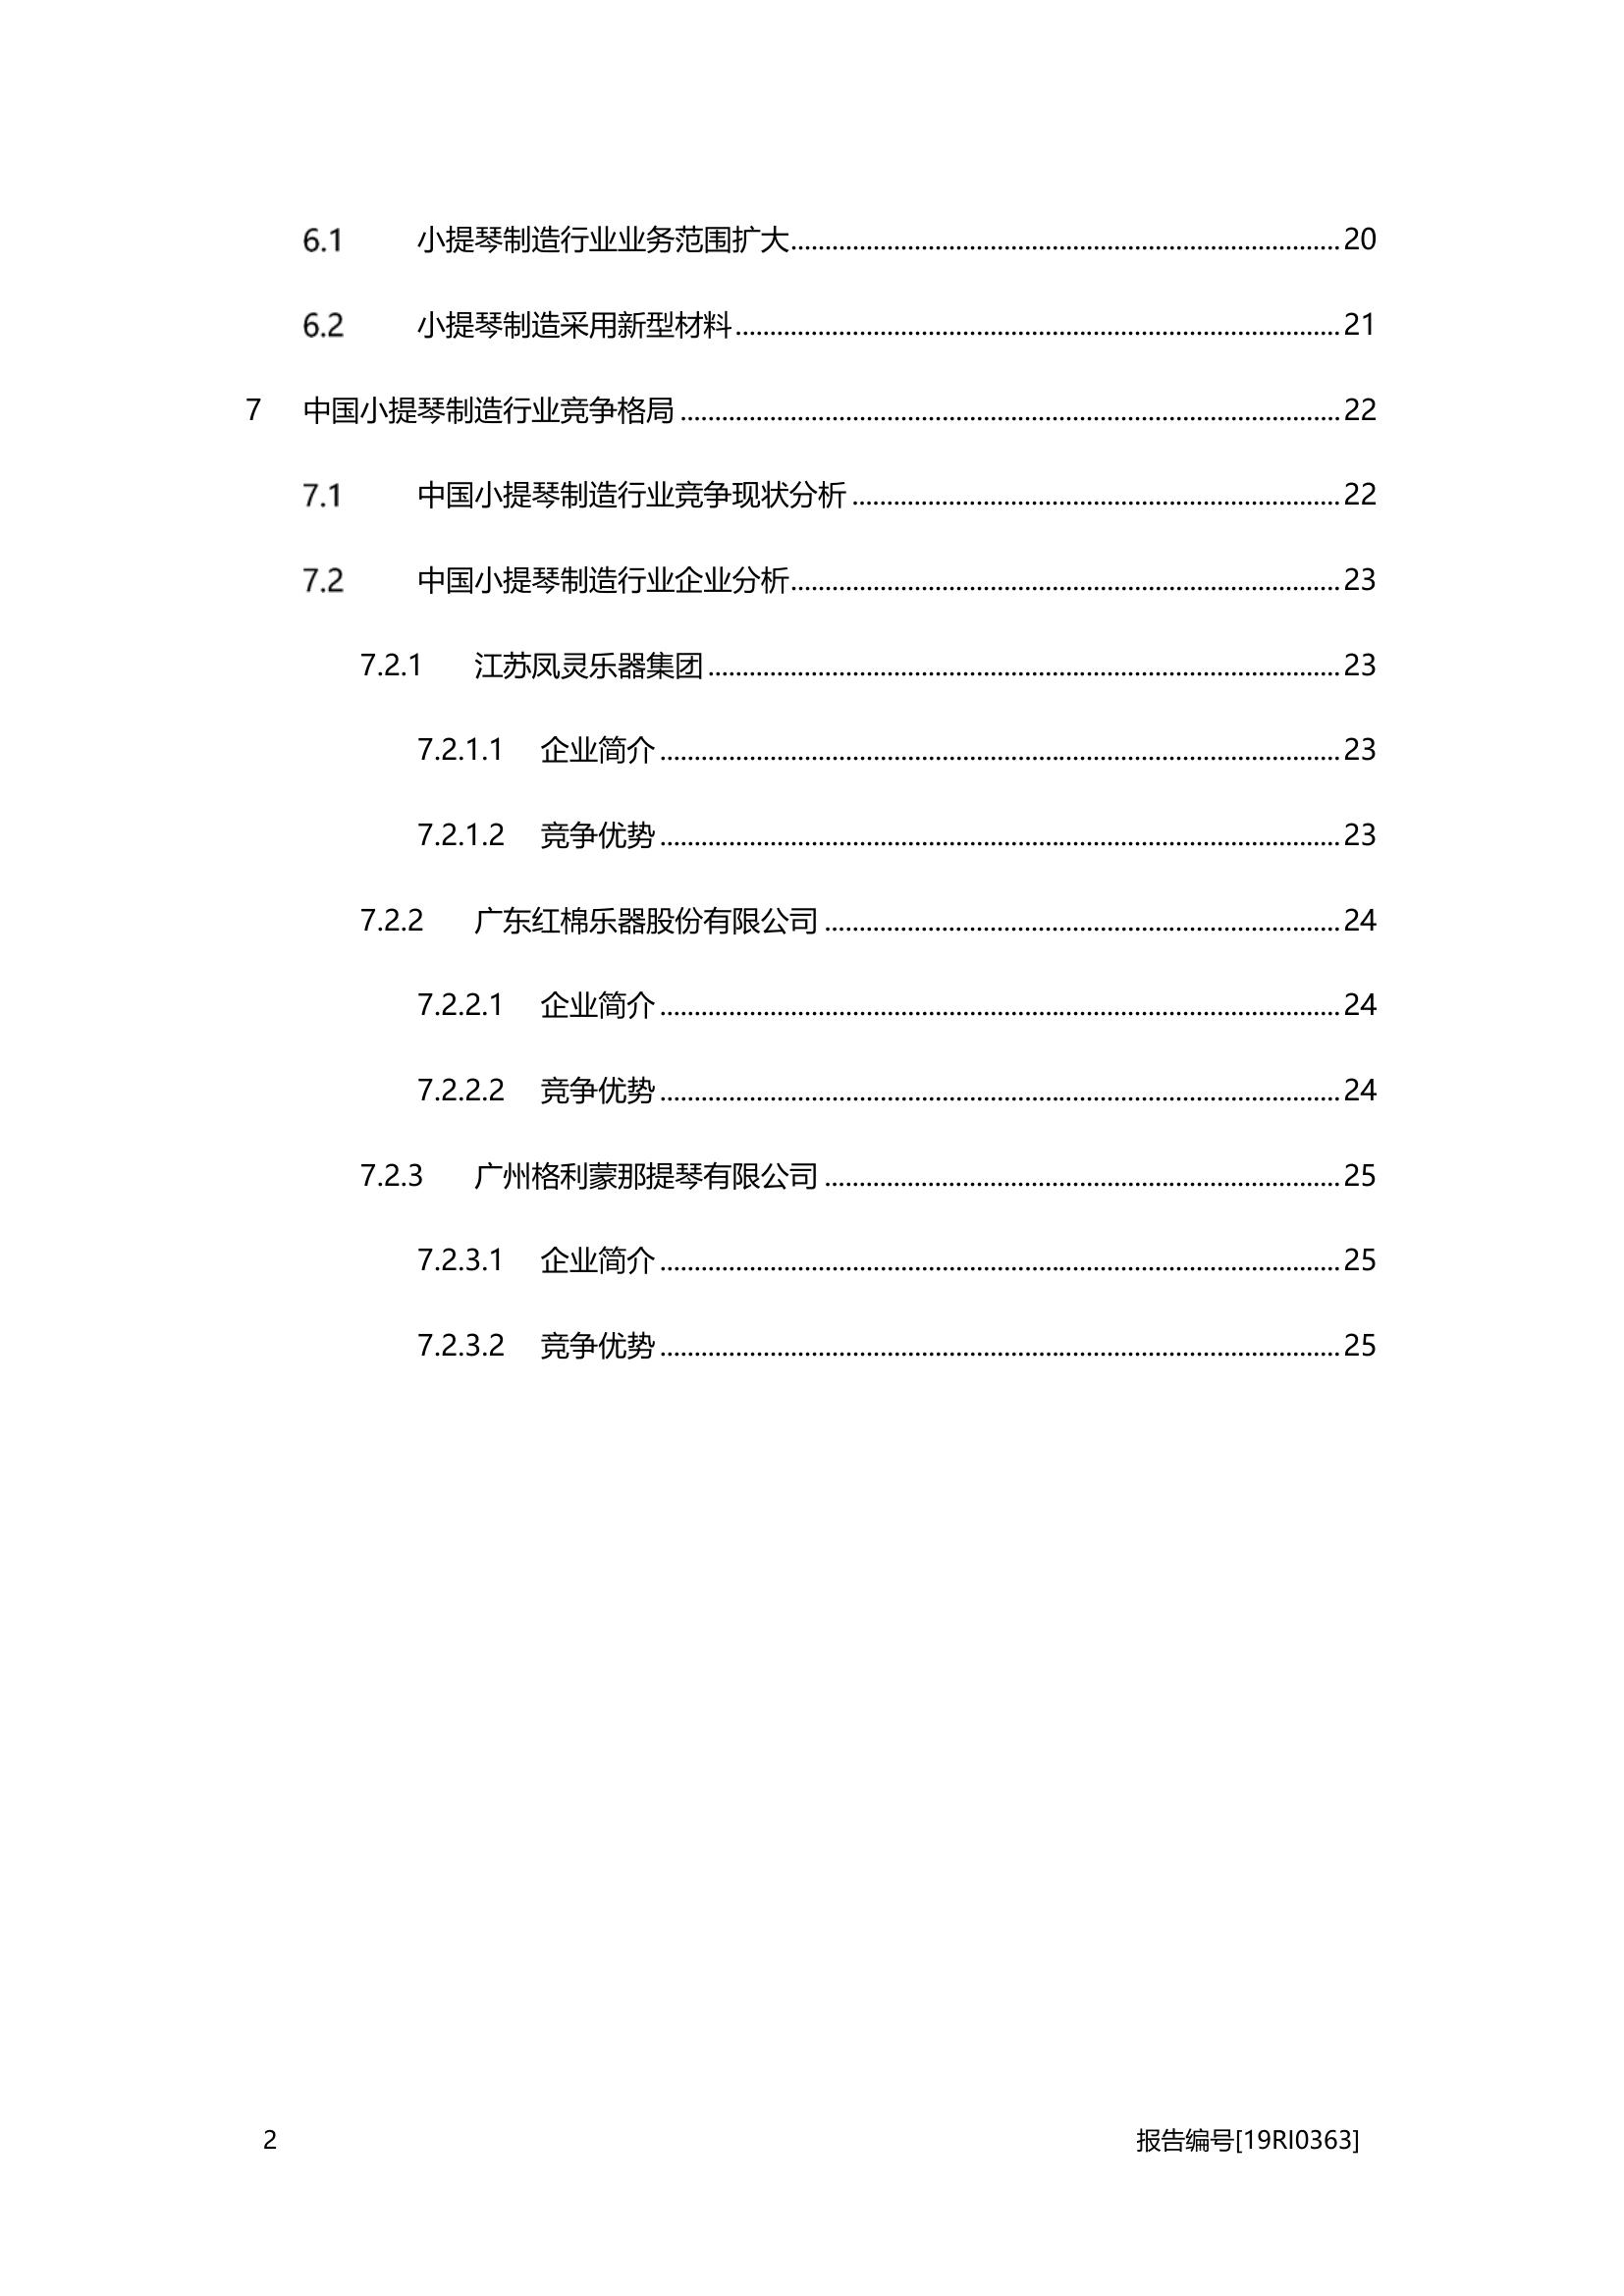 6.1 小提琴制造行业业务范围扩大 20
6.2 小提琴制造采用新型材料 21
7 中国小提琴制造行业竞争格局 22
7.1 中国小提琴制造行业竞争现状分析 22
7.2 中国小提琴制造行业企业分析 23
7.2.1 江苏凤灵乐器集团 23
7.2.1.1 企业简介 23
7.2.1.2 竞争优势 23
7.2.2 广东红棉乐器股份有限公司 24
7.2.2.1 企业简介 24
7.2.2.2 竞争优势 24
7.2.3 广州格利蒙那提琴有限公司 25
7.2.3.1 企业简介 25
7.2.3.2 竞争优势 25
2 报告编号[19RI0363]